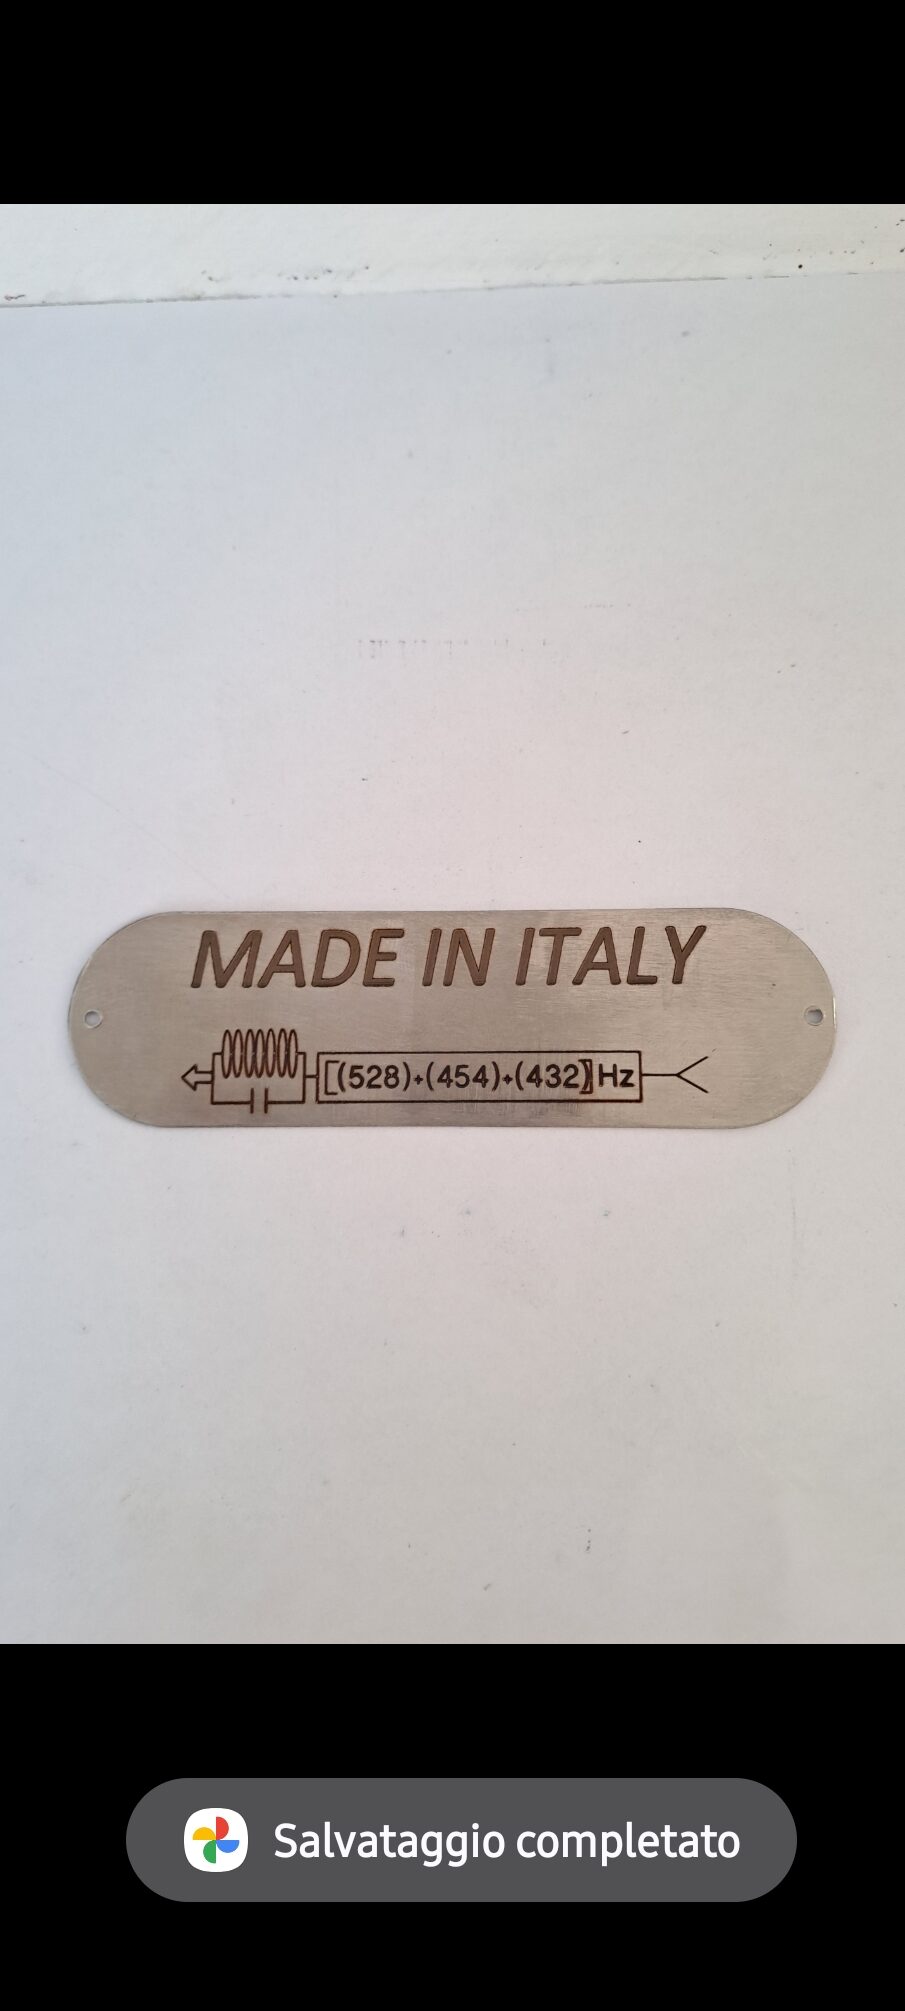 MADE IN ITALY
[(528)+(454)+(432)]Hz
Salvataggio completato